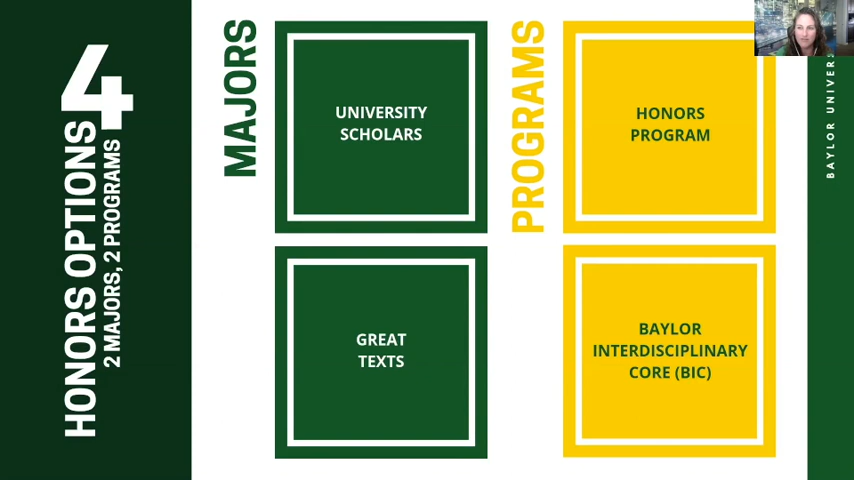 4
HONORS OPTIONS
2 MAJORS, 2 PROGRAMS
MAJORS
UNIVERSITY
SCHOLARS
GREAT
TEXTS
PROGRAMS
HONORS
PROGRAM
BAYLOR
INTERDISCIPLINARY
CORE (BIC)
BAYLOR UNIVERS